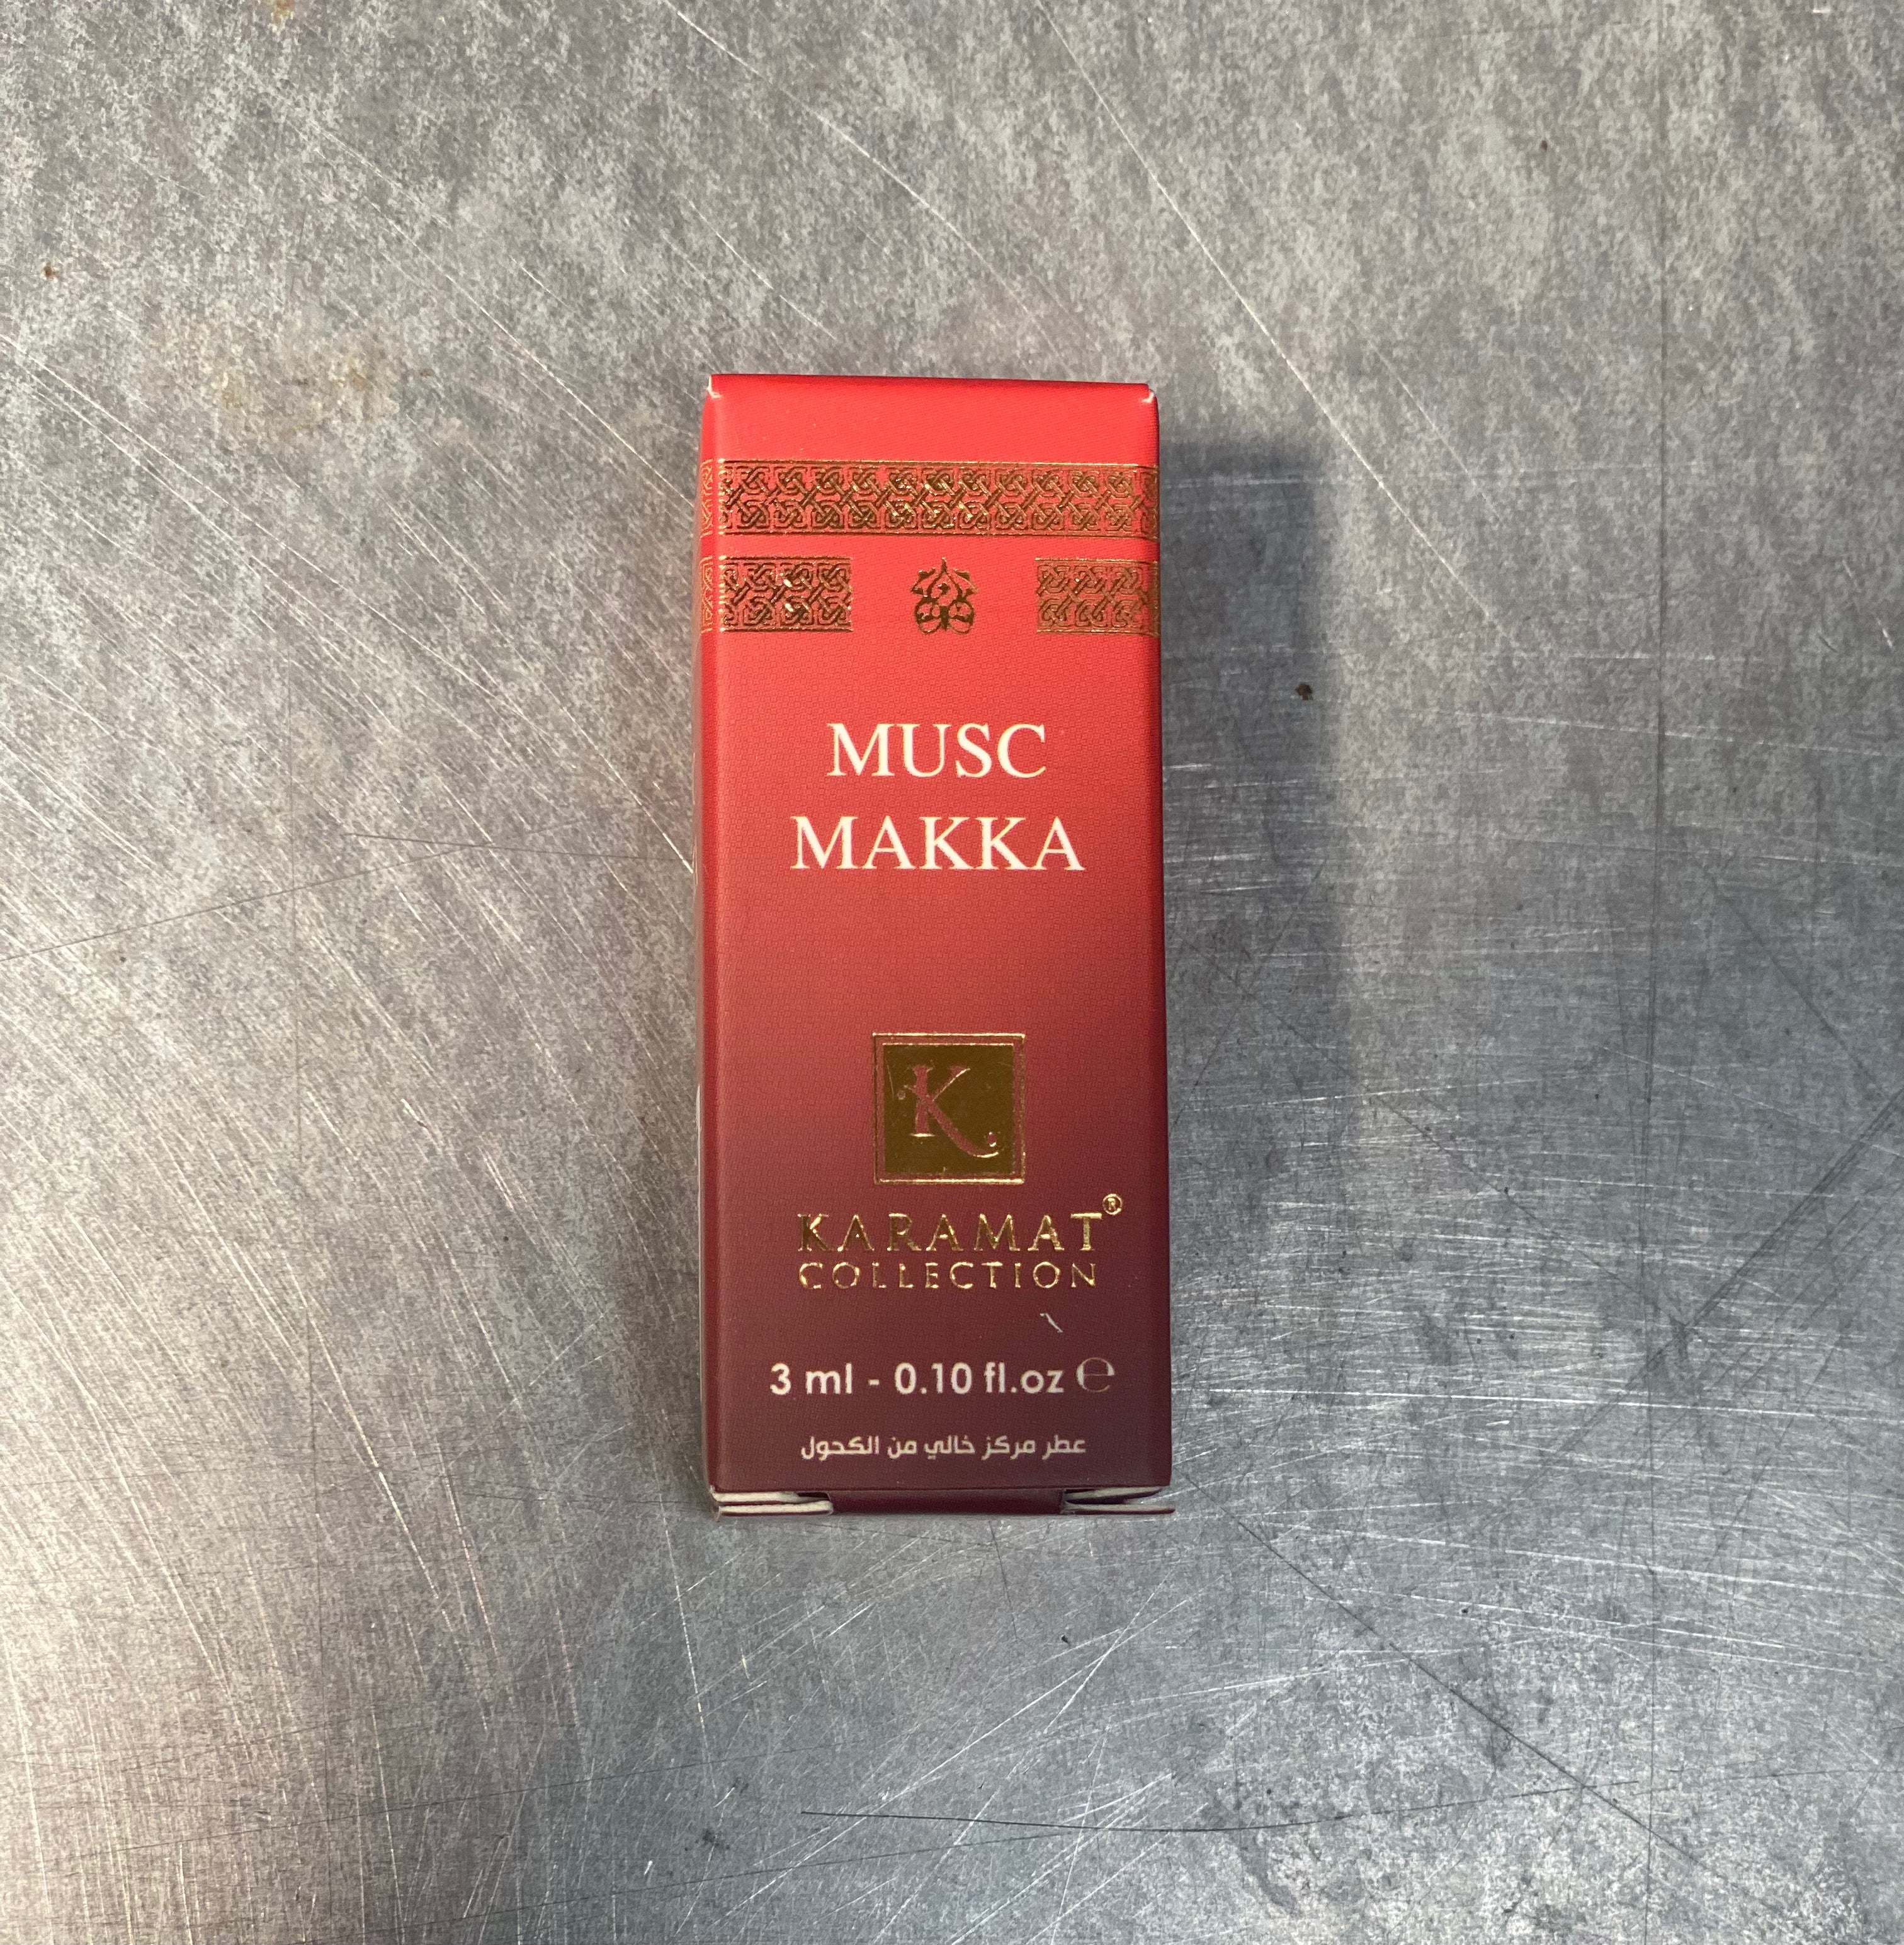 MUSC
MAKKA
K
KARAMAT®
COLLECTION
3 ml - 0.10 fl.oz ℮
عطر مركز خالي من الكحول